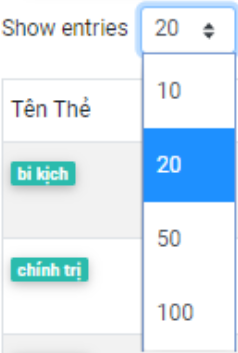 Show entries 20
10
Tên Thẻ
20
bi kịch
50
chính trị
100